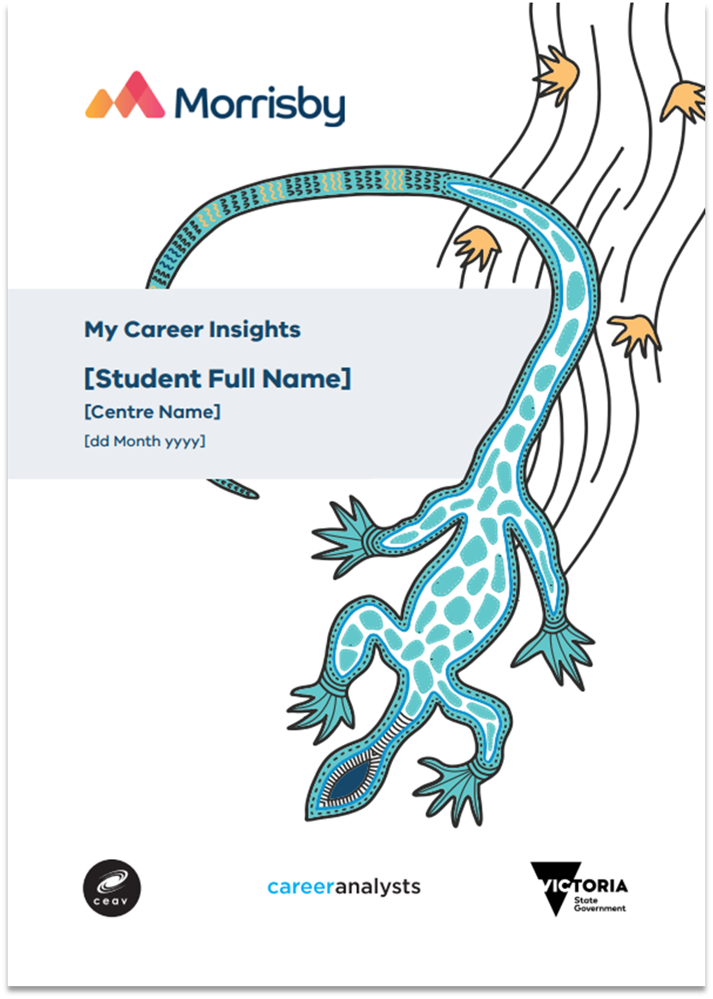 Morrisby
My Career Insights
[Student Full Name]
[Centre Name]
[dd Month yyyy]
ceav
careeranalysts
VICTORIA
State
Government